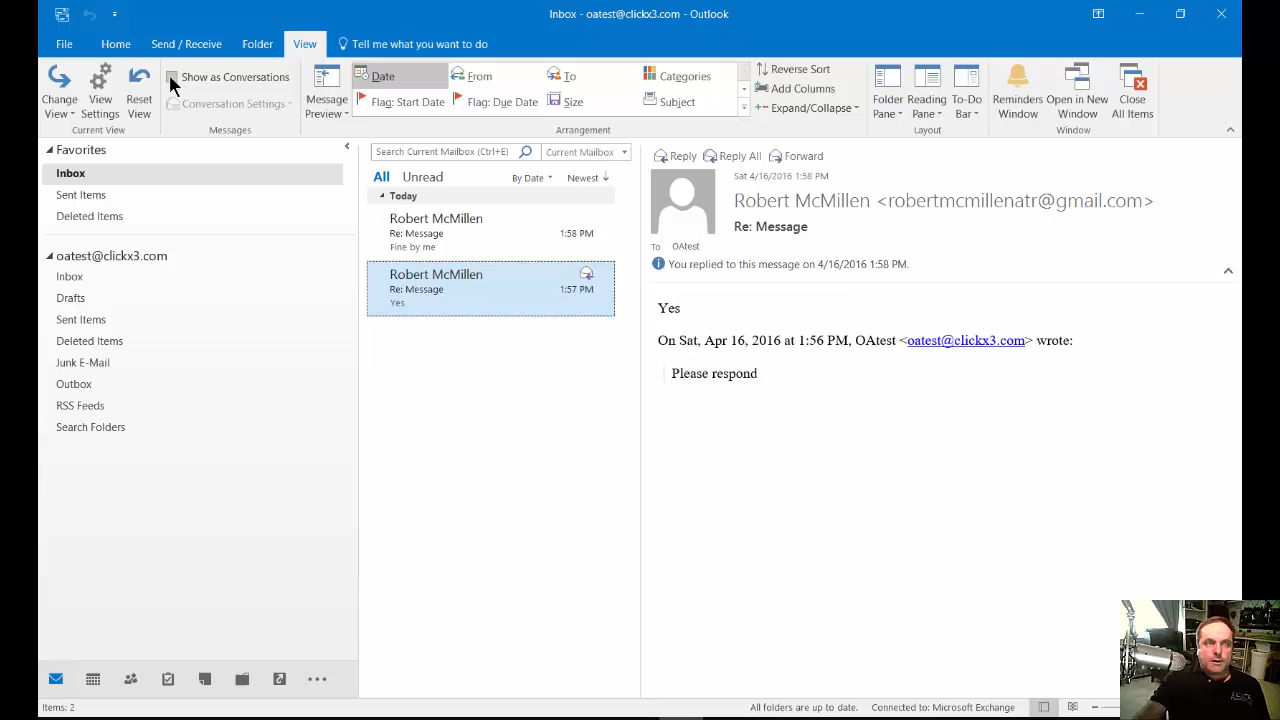 Inbox - oatest@clickx3.com - Outlook
File Home Send / Receive Folder View Tell me what you want to do
Change View
View Settings
Reset View
Current View
Show as Conversations
Conversation Settings
Messages
Message Preview
Date From To Categories
Flag: Start Date Flag: Due Date Size Subject
Reverse Sort
Add Columns
Expand/Collapse
Arrangement
Folder Pane
Reading Pane
To-Do Bar
Layout
Reminders Window
Open in New Window
Close All Items
Window
Favorites
Inbox
Sent Items
Deleted Items
oatest@clickx3.com
Inbox
Drafts
Sent Items
Deleted Items
Junk E-Mail
Outbox
RSS Feeds
Search Folders
Search Current Mailbox (Ctrl+E) Current Mailbox
All Unread By Date Newest
Today
Robert McMillen
Re: Message 1:58 PM
Fine by me
Robert McMillen
Re: Message 1:57 PM
Yes
Reply Reply All Forward
Sat 4/16/2016 1:58 PM
Robert McMillen <robertmcmillenatr@gmail.com>
Re: Message
To OAtest
You replied to this message on 4/16/2016 1:58 PM.
Yes
On Sat, Apr 16, 2016 at 1:56 PM, OAtest <oatest@clickx3.com> wrote:
Please respond
Items: 2
All folders are up to date. Connected to: Microsoft Exchange